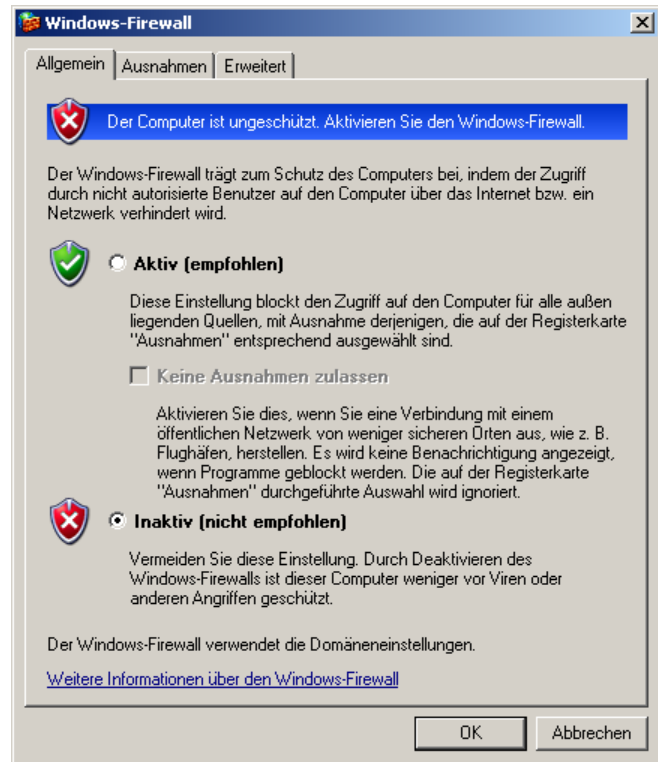 Windows-Firewall
Allgemein Ausnahmen Erweitert
Der Computer ist ungeschützt. Aktivieren Sie den Windows-Firewall.
Der Windows-Firewall trägt zum Schutz des Computers bei, indem der Zugriff
durch nicht autorisierte Benutzer auf den Computer über das Internet bzw. ein
Netzwerk verhindert wird.
Aktiv (empfohlen)
Diese Einstellung blockt den Zugriff auf den Computer für alle außen
liegenden Quellen, mit Ausnahme derjenigen, die auf der Registerkarte
"Ausnahmen" entsprechend ausgewählt sind.
Keine Ausnahmen zulassen
Aktivieren Sie dies, wenn Sie eine Verbindung mit einem
öffentlichen Netzwerk von weniger sicheren Orten aus, wie z. B.
Flughäfen, herstellen. Es wird keine Benachrichtigung angezeigt,
wenn Programme geblockt werden. Die auf der Registerkarte
"Ausnahmen" durchgeführte Auswahl wird ignoriert.
Inaktiv (nicht empfohlen)
Vermeiden Sie diese Einstellung. Durch Deaktivieren des
Windows-Firewalls ist dieser Computer weniger vor Viren oder
anderen Angriffen geschützt.
Der Windows-Firewall verwendet die Domäneneinstellungen.
Weitere Informationen über den Windows-Firewall
OK Abbrechen